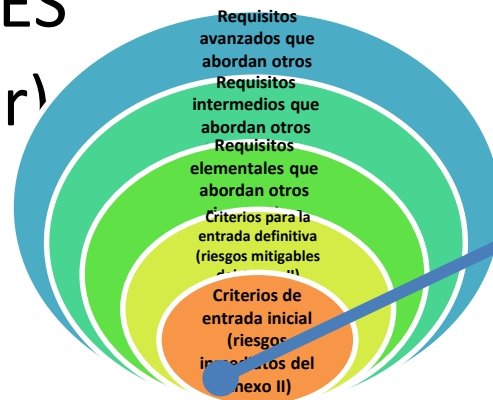 ES
r)
Requisitos
avanzados que
abordan otros
Requisitos
intermedios que
abordan otros
Requisitos
elementales que
abordan otros
Criterios para la
entrada definitiva
(riesgos mitigables
Criterios de
entrada inicial
(riesgos
del
nexo II)